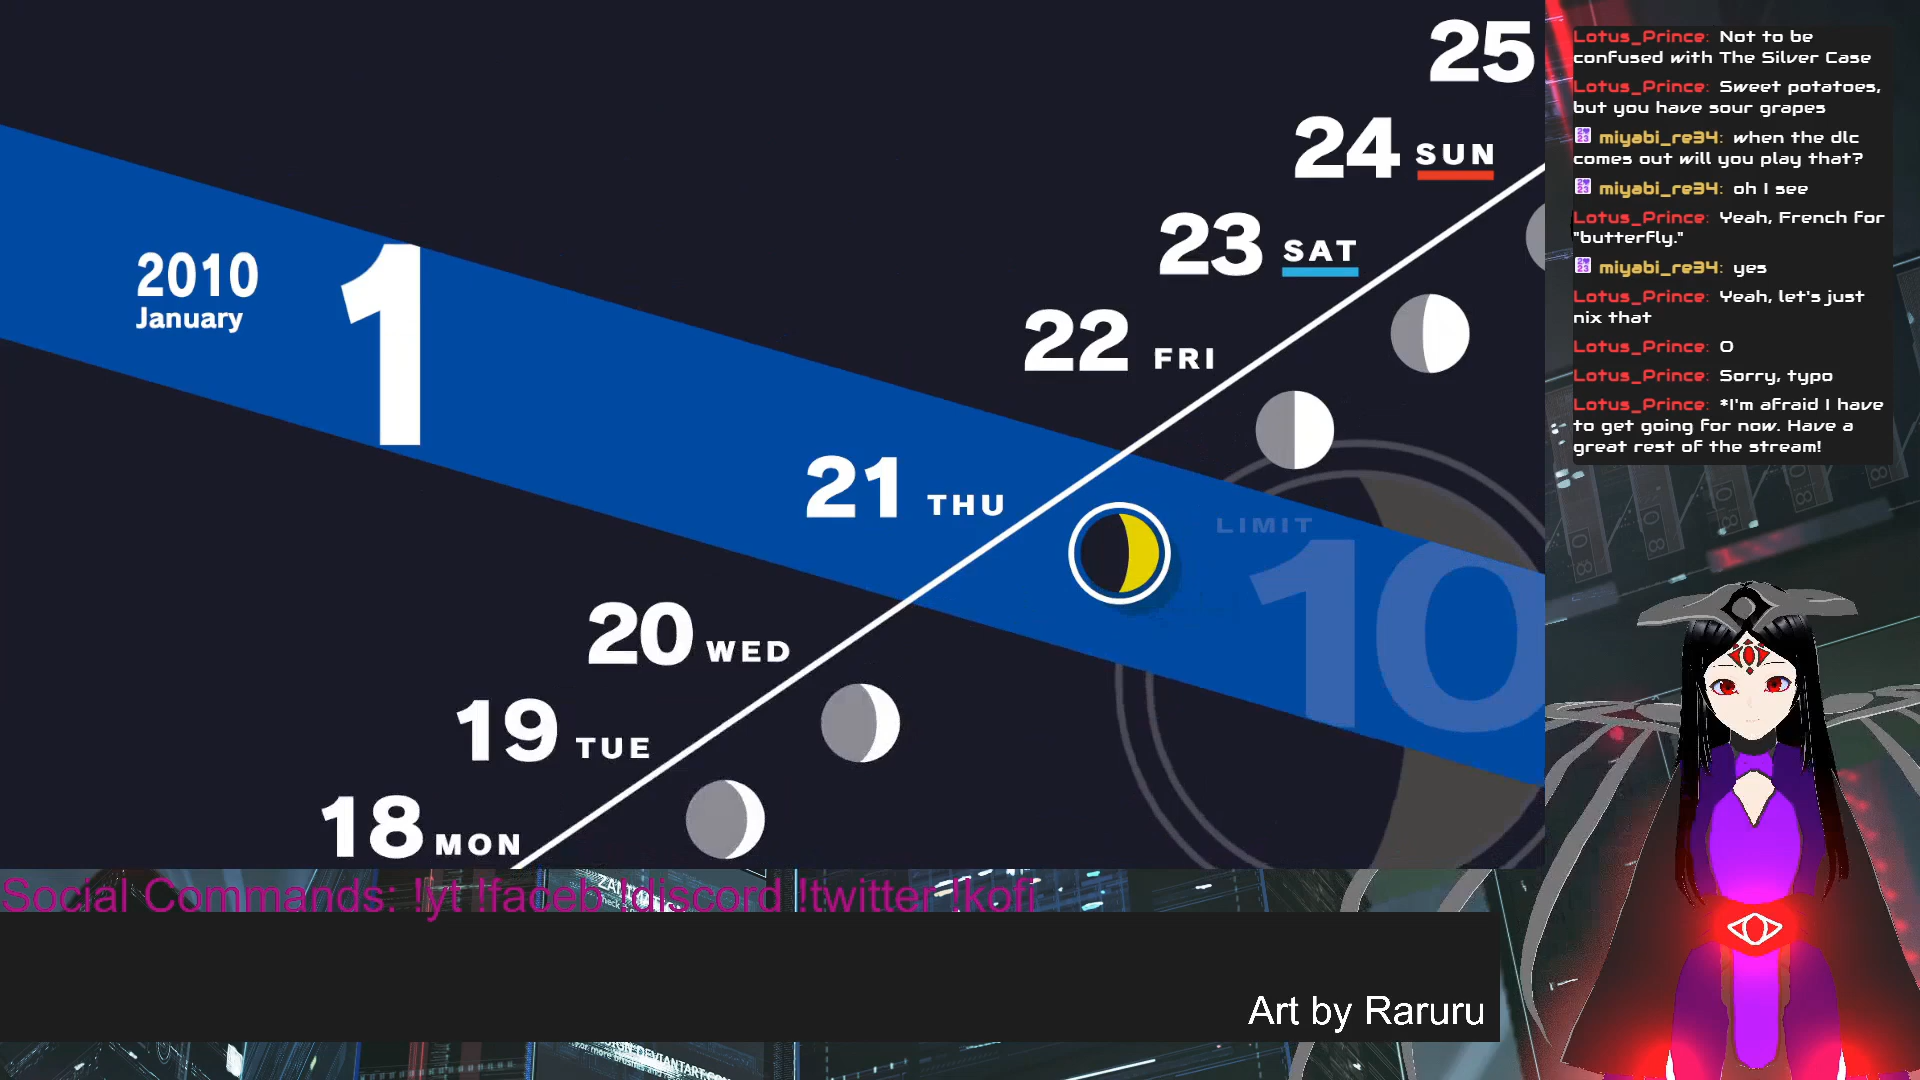 25
24 SUN
23 SAT
22 FRI
2010
January
1
21 THU
LIMIT
10
20 WED
19 TUE
18 MON
Lotus_Prince: Not to be
confused with The Silver Case
Lotus_Prince: Sweet potatoes,
but you have sour grapes
miyabi_re34: when the dlc
comes out will you play that?
miyabi_re34: oh I see
Lotus_Prince: Yeah, French for
"butterfly."
miyabi_re34: yes
Lotus_Prince: Yeah, let's just
nix that
Lotus_Prince: O
Lotus_Prince: Sorry, typo
Lotus_Prince: *I'm afraid I have
to get going for now. Have a
great rest of the stream!
Social Commands: !yt !faceb !discord !twitter !kofi
Art by Raruru